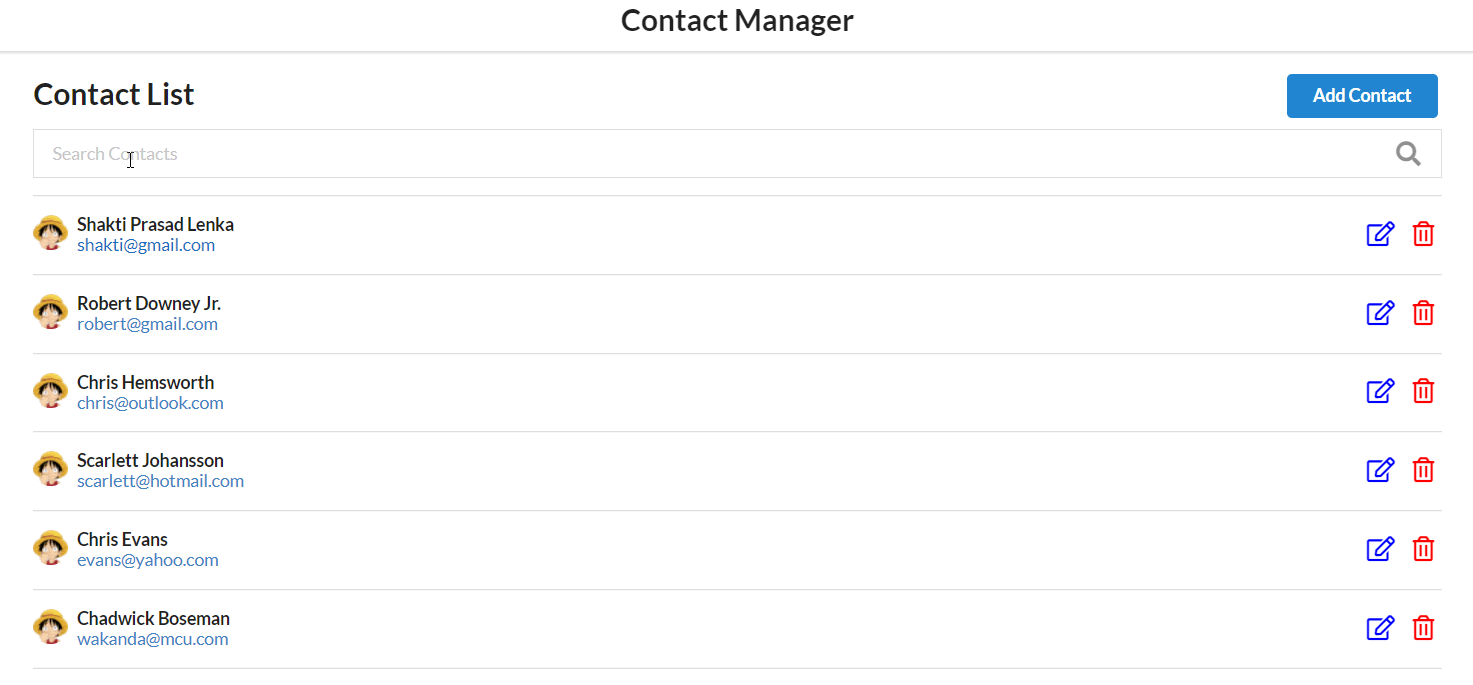 Contact Manager
Contact List
Add Contact
Search Contacts
Shakti Prasad Lenka
shakti@gmail.com
Robert Downey Jr.
robert@gmail.com
Chris Hemsworth
chris@outlook.com
Scarlett Johansson
scarlett@hotmail.com
Chris Evans
evans@yahoo.com
Chadwick Boseman
wakanda@mcu.com